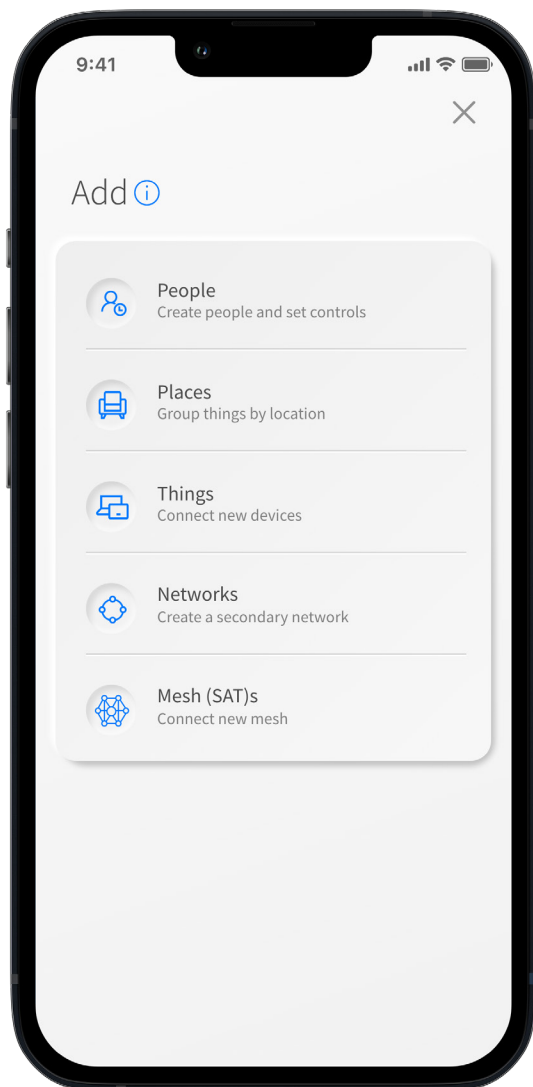 9:41
Add
People
Create people and set controls
Places
Group things by location
Things
Connect new devices
Networks
Create a secondary network
Mesh (SAT)s
Connect new mesh